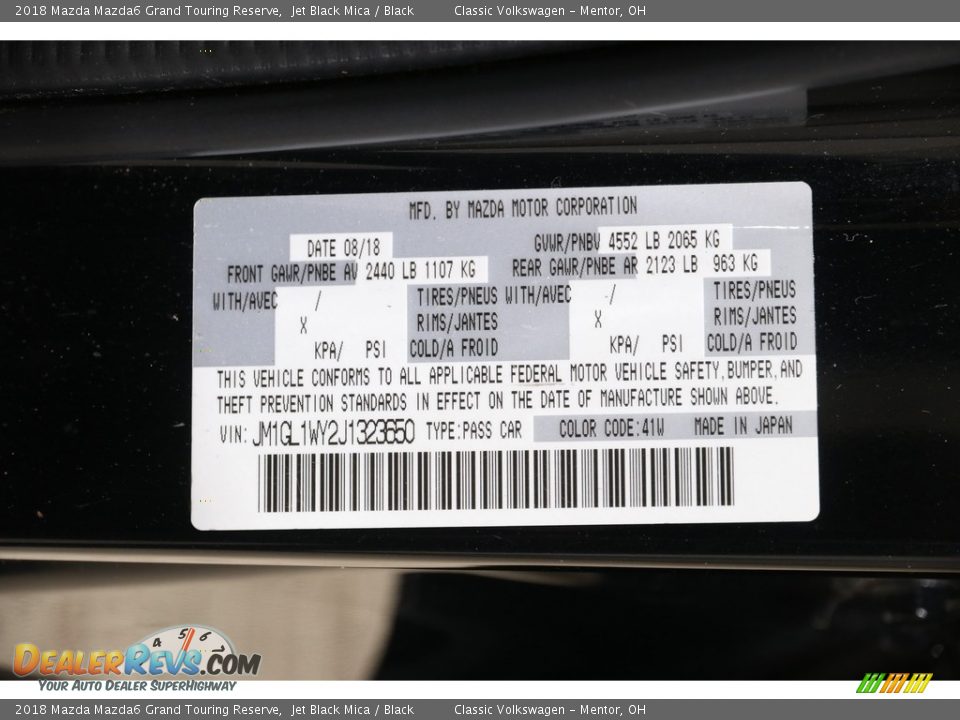 2018 Mazda Mazda6 Grand Touring Reserve, Jet Black Mica / Black Classic Volkswagen – Mentor, OH
MFD. BY MAZDA MOTOR CORPORATION
DATE 08/18 GVWR/PNBV 4552 LB 2065 KG
FRONT GAWR/PNBE AV 2440 LB 1107 KG REAR GAWR/PNBE AR 2123 LB 963 KG
WITH/AVEC / TIRES/PNEUS WITH/AVEC / TIRES/PNEUS
X RIMS/JANTES X RIMS/JANTES
KPA/ PSI COLD/A FROID KPA/ PSI COLD/A FROID
THIS VEHICLE CONFORMS TO ALL APPLICABLE FEDERAL MOTOR VEHICLE SAFETY,BUMPER,AND
THEFT PREVENTION STANDARDS IN EFFECT ON THE DATE OF MANUFACTURE SHOWN ABOVE.
VIN: JM1GL1WY2J1323650 TYPE:PASS CAR COLOR CODE:41W MADE IN JAPAN
4 5 6
DEALERREVS.COM
YOUR AUTO DEALER SUPERHIGHWAY
2018 Mazda Mazda6 Grand Touring Reserve, Jet Black Mica / Black Classic Volkswagen – Mentor, OH